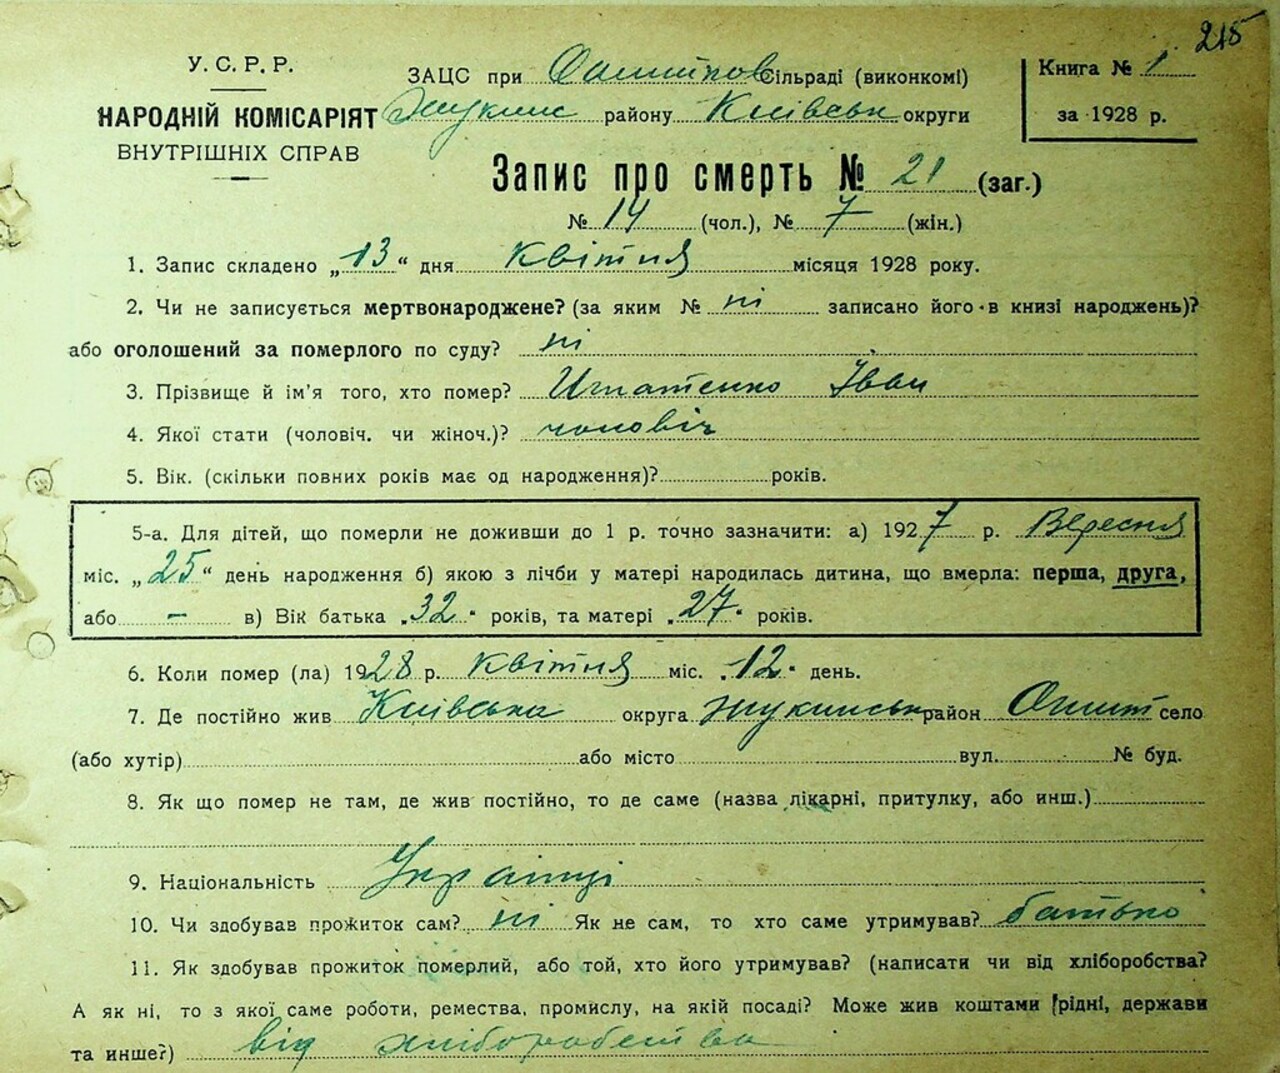 215
У. С. Р. Р.
НАРОДНІЙ КОМІСАРІЯТ
ВНУТРІШНІХ СПРАВ
ЗАЦС при Сільраді (виконкомі)
Жукинс району Київськ округи
Книга № 1
за 1928 р.
Запис про смерть № 21 (заг.)
№ 14 (чол.), № 7 (жін.)
1. Запис складено „13“ дня Квітня місяця 1928 року.
2. Чи не записується мертвонароджене? (за яким № ні записано його в книзі народжень)?
або оголошений за померлого по суду? ні
3. Прізвище й ім'я того, хто помер? Игнатенко Іван
4. Якої стати (чоловіч. чи жіноч.)? чоловіч
5. Вік. (скільки повних років має од народження)? років.
5-а. Для дітей, що померли не доживши до 1 р. точно зазначити: а) 1927 р. Вересня
міс. „25“ день народження б) якою з лічби у матері народилась дитина, що вмерла: перша, друга,
або - в) Вік батька „32“ років, та матері „27“ років.
6. Коли помер (ла) 1928 р. Квітня міс. „12“ день.
7. Де постійно жив Київська округа Жукинськ район село
(або хутір) або місто вул. № буд.
8. Як що помер не там, де жив постійно, то де саме (назва лікарні, притулку, або инш.)
9. Національність Українці
10. Чи здобував прожиток сам? ні Як не сам, то хто саме утримував? батько
11. Як здобував прожиток померлий, або той, хто його утримував? (написати чи від хліборобства?
А як ні, то з якої саме роботи, ремества, промислу, на якій посаді? Може жив коштами рідні, держави
та инше?) від хліборобства